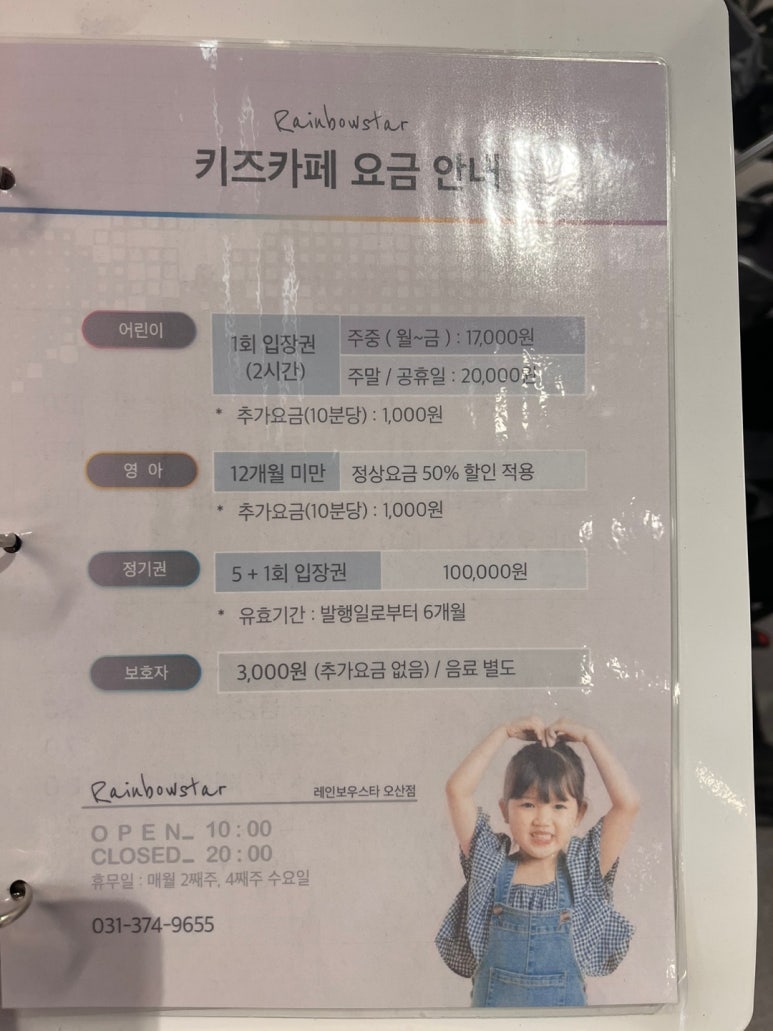 Rainbowstar
키즈카페 요금 안내
어린이
1회 입장권
(2시간)
주중 ( 월~금 ) : 17,000원
주말 / 공휴일 : 20,000원
* 추가요금(10분당) : 1,000원
영 아
12개월 미만 정상요금 50% 할인 적용
* 추가요금(10분당) : 1,000원
정기권
5 + 1회 입장권 100,000원
* 유효기간 : 발행일로부터 6개월
보호자
3,000원 (추가요금 없음) / 음료 별도
Rainbowstar 레인보우스타 오산점
OPEN_ 10:00
CLOSED_ 20:00
휴무일 : 매월 2째주, 4째주 수요일
031-374-9655